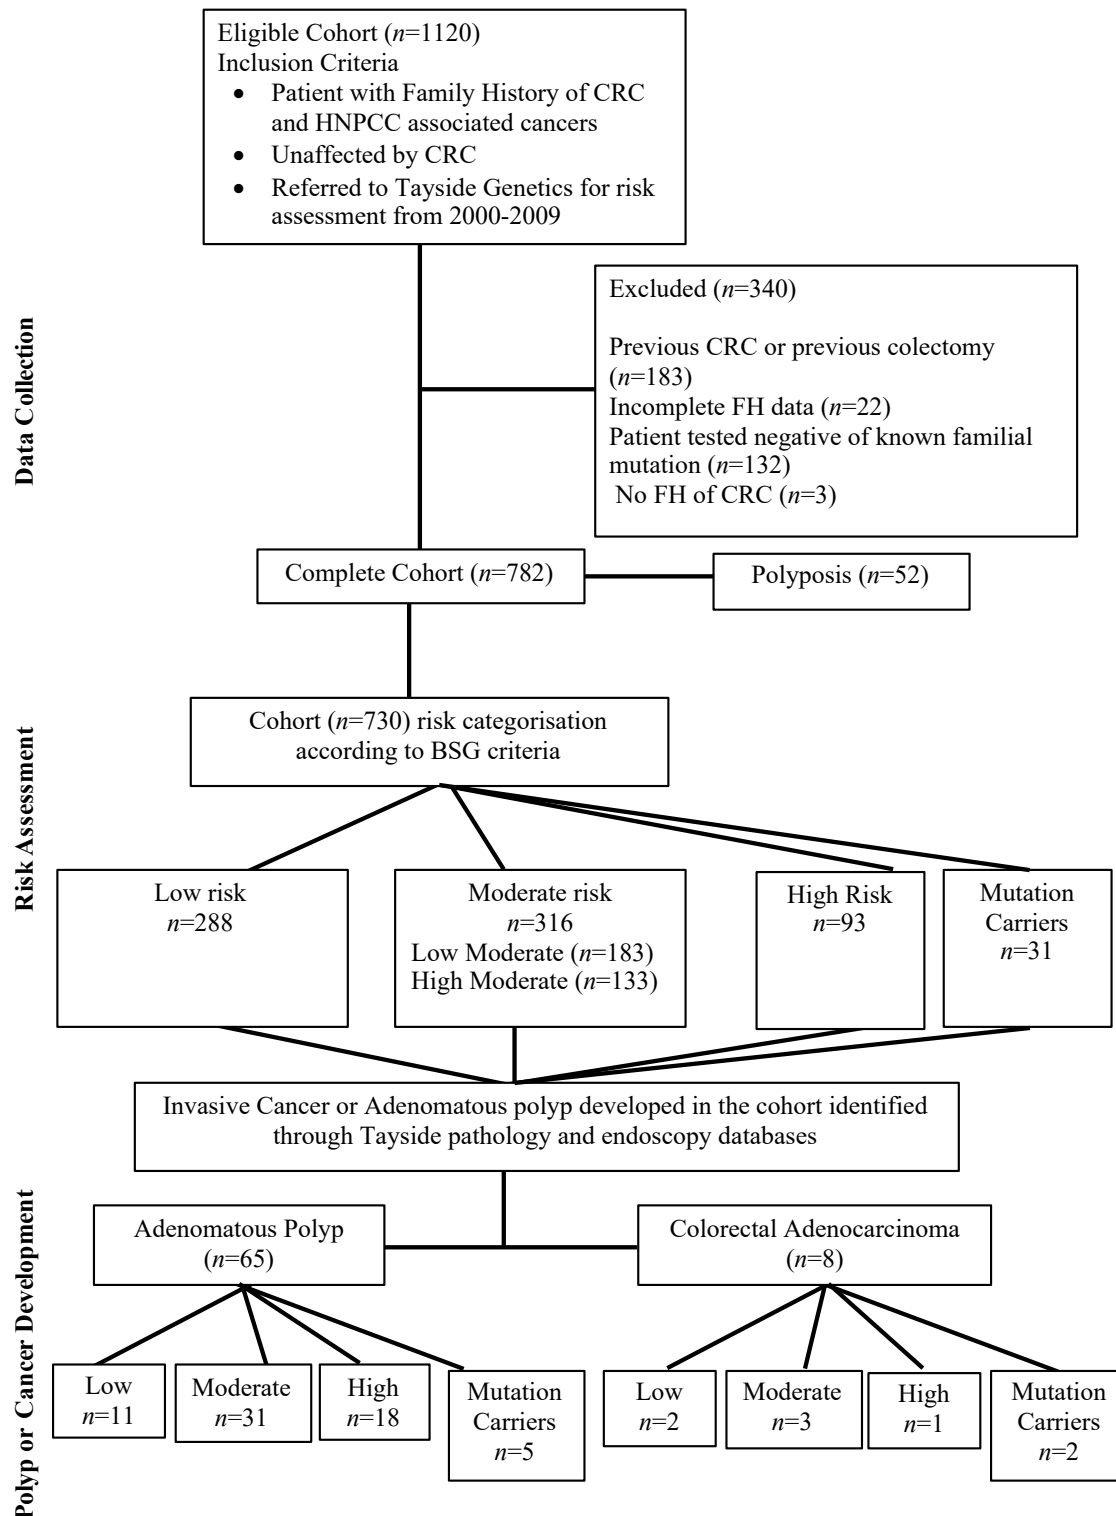 Eligible Cohort (n=1120)
Inclusion Criteria
• Patient with Family History of CRC
and HNPCC associated cancers
• Unaffected by CRC
• Referred to Tayside Genetics for risk
assessment from 2000-2009
Data Collection
Excluded (n=340)
Previous CRC or previous colectomy
(n=183)
Incomplete FH data (n=22)
Patient tested negative of known familial
mutation (n=132)
No FH of CRC (n=3)
Complete Cohort (n=782)
Polyposis (n=52)
Risk Assessment
Cohort (n=730) risk categorisation
according to BSG criteria
Low risk
n=288
Moderate risk
n=316
Low Moderate (n=183)
High Moderate (n=133)
High Risk
n=93
Mutation
Carriers
n=31
Invasive Cancer or Adenomatous polyp developed in the cohort identified
through Tayside pathology and endoscopy databases
Polyp or Cancer Development
Adenomatous Polyp
(n=65)
Colorectal Adenocarcinoma
(n=8)
Low
n=11
Moderate
n=31
High
n=18
Mutation
Carriers
n=5
Low
n=2
Moderate
n=3
High
n=1
Mutation
Carriers
n=2